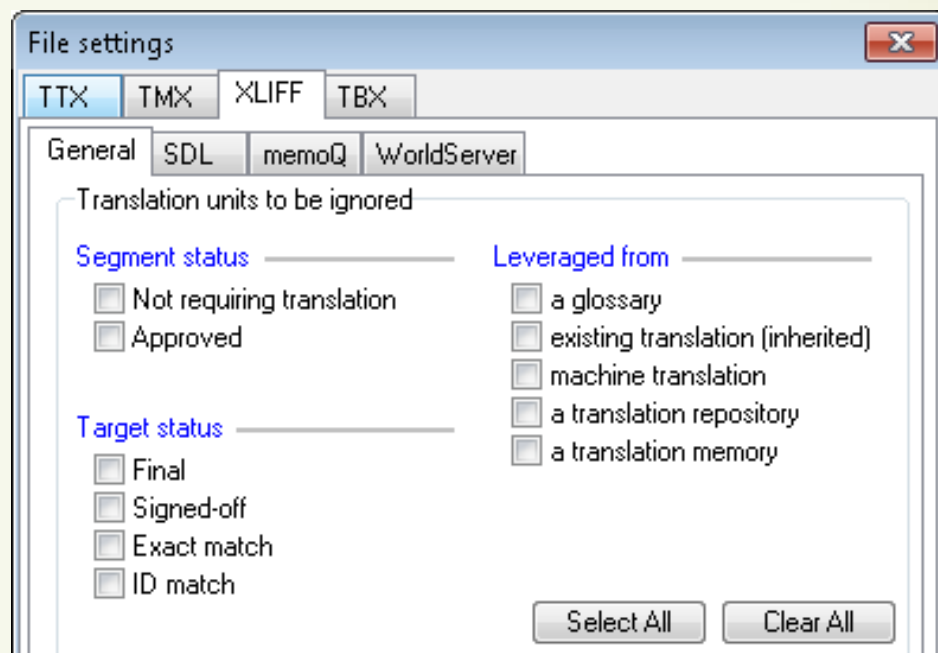 File settings
TTX TMX XLIFF TBX
General SDL memoQ WorldServer
Translation units to be ignored
Segment status
Not requiring translation
Approved
Target status
Final
Signed-off
Exact match
ID match
Leveraged from
a glossary
existing translation (inherited)
machine translation
a translation repository
a translation memory
Select All Clear All